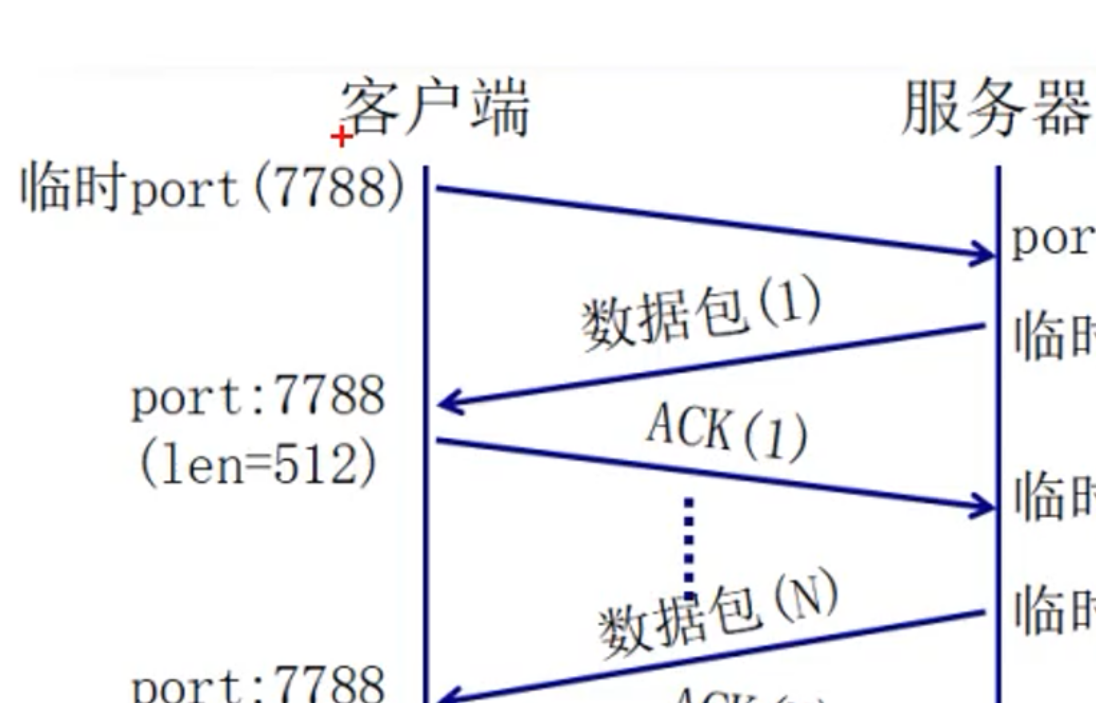 客户端 服务器
临时port(7788)
por
数据包(1)
临时
port:7788
(len=512)
ACK(1)
临时
数据包(N)
临时
port:7788